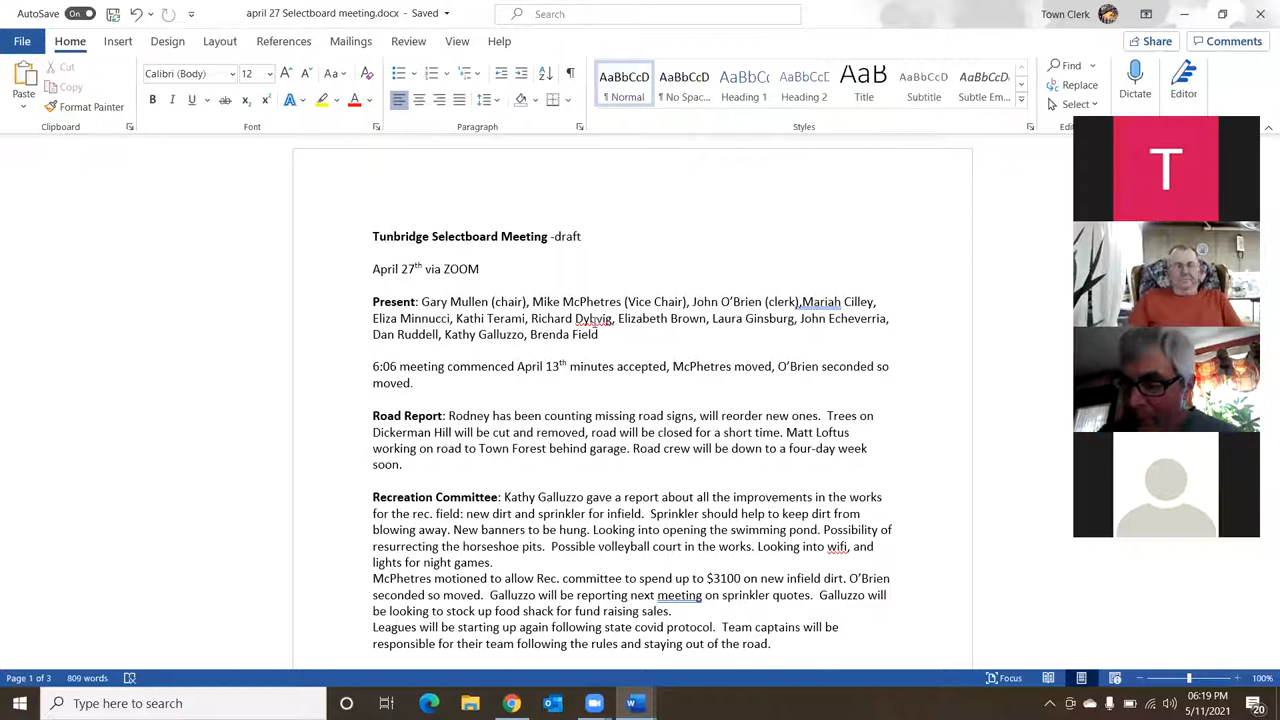 AutoSave On april 27 Selectboard meeting.docx - Saved Search Town Clerk
File Home Insert Design Layout References Mailings Review View Help Share Comments
Cut
Copy
Format Painter
Paste
Calibri (Body) 12
AaBbCcD AaBbCcD AaBbCc AaBbCcD AaB AaBbCcD AaBbCcD
¶ Normal ¶ No Spac... Heading 1 Heading 2 Title Subtitle Subtle Em...
Find
Replace
Select
Dictate
Editor
Clipboard Font Paragraph Styles
T
Tunbridge Selectboard Meeting -draft
April 27th via ZOOM
Present: Gary Mullen (chair), Mike McPhetres (Vice Chair), John O'Brien (clerk),Mariah Cilley,
Eliza Minnucci, Kathi Terami, Richard Dybvig, Elizabeth Brown, Laura Ginsburg, John Echeverria,
Dan Ruddell, Kathy Galluzzo, Brenda Field
6:06 meeting commenced April 13th minutes accepted, McPhetres moved, O'Brien seconded so
moved.
Road Report: Rodney has been counting missing road signs, will reorder new ones. Trees on
Dickerman Hill will be cut and removed, road will be closed for a short time. Matt Loftus
working on road to Town Forest behind garage. Road crew will be down to a four-day week
soon.
Recreation Committee: Kathy Galluzzo gave a report about all the improvements in the works
for the rec. field: new dirt and sprinkler for infield. Sprinkler should help to keep dirt from
blowing away. New banners to be hung. Looking into opening the swimming pond. Possibility of
resurrecting the horseshoe pits. Possible volleyball court in the works. Looking into wifi, and
lights for night games.
McPhetres motioned to allow Rec. committee to spend up to $3100 on new infield dirt. O'Brien
seconded so moved. Galluzzo will be reporting next meeting on sprinkler quotes. Galluzzo will
be looking to stock up food shack for fund raising sales.
Leagues will be starting up again following state covid protocol. Team captains will be
responsible for their team following the rules and staying out of the road.
Page 1 of 3 809 words Focus 100%
Type here to search 06:19 PM
5/11/2021 20